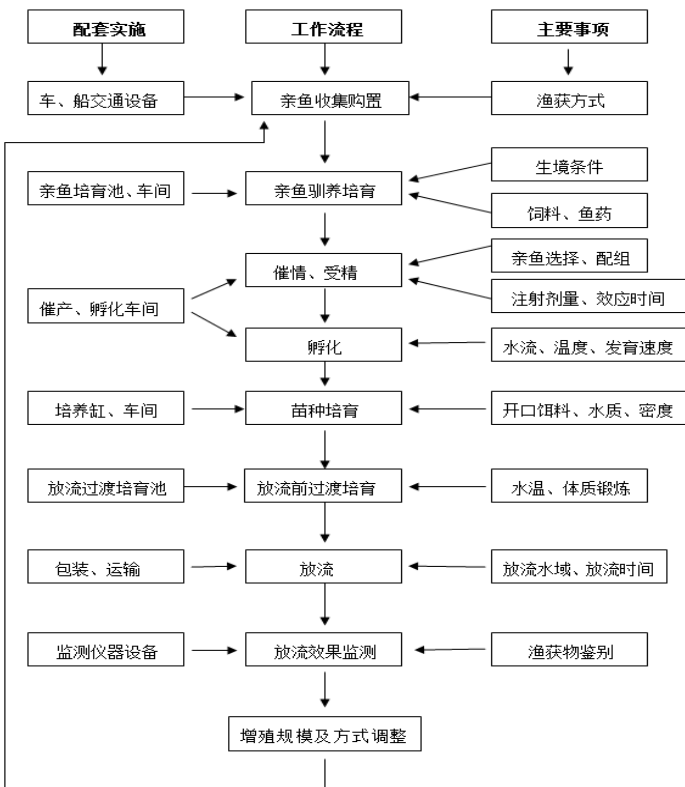 配套实施 工作流程 主要事项
车、船交通设备 亲鱼收集购置 渔获方式
生境条件
亲鱼培育池、车间 亲鱼驯养培育
饲料、鱼药
亲鱼选择、配组
催情、受精
注射剂量、效应时间
催产、孵化车间
孵化 水流、温度、发育速度
培养缸、车间 苗种培育 开口饵料、水质、密度
放流过渡培育池 放流前过渡培育 水温、体质锻炼
包装、运输 放流 放流水域、放流时间
监测仪器设备 放流效果监测 渔获物鉴别
增殖规模及方式调整